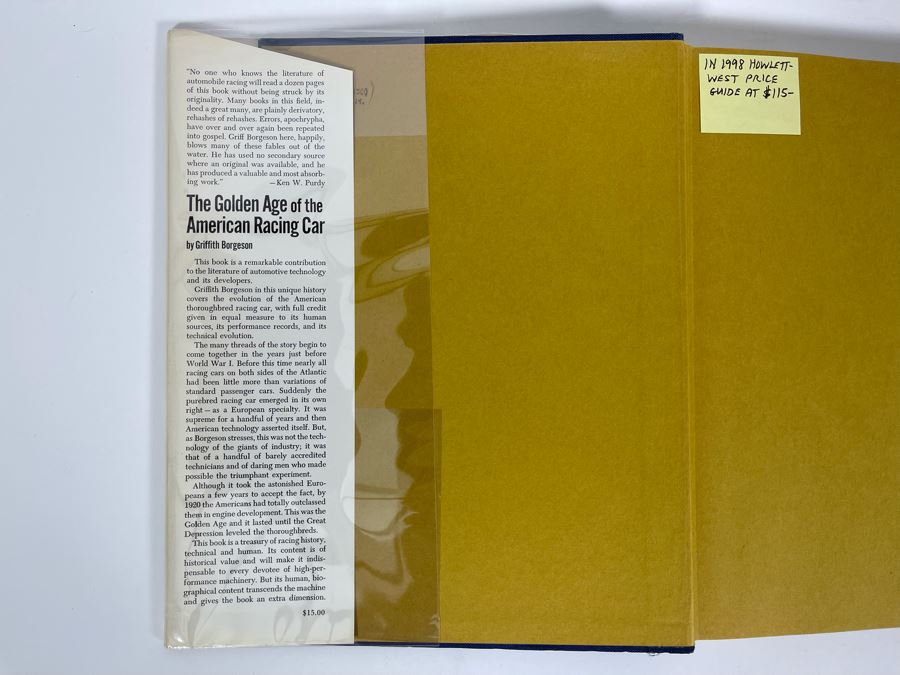 "No one who knows the literature of
automobile racing will read a dozen pages
of this book without being struck by its
originality. Many books in this field, in-
deed a great many, are plainly derivatory,
rehashes of rehashes. Errors, apochrypha,
have over and over again been repeated
into gospel. Griff Borgeson here, happily,
blows many of these fables out of the
water. He has used no secondary source
where an original was available, and he
has produced a valuable and most absorb-
ing work."
—Ken W. Purdy
The Golden Age of the
American Racing Car
by Griffith Borgeson
This book is a remarkable contribution
to the literature of automotive technology
and its developers.
Griffith Borgeson in this unique history
covers the evolution of the American
thoroughbred racing car, with full credit
given in equal measure to its human
sources, its performance records, and its
technical evolution.
The many threads of the story begin to
come together in the years just before
World War I. Before this time nearly all
racing cars on both sides of the Atlantic
had been little more than variations of
standard passenger cars. Suddenly the
purebred racing car emerged in its own
right—as a European specialty. It was
supreme for a handful of years and then
American technology asserted itself. But,
as Borgeson stresses, this was not the tech-
nology of the giants of industry; it was
that of a handful of barely accredited
technicians and of daring men who made
possible the triumphant experiment.
Although it took the astonished Euro-
peans a few years to accept the fact, by
1920 the Americans had totally outclassed
them in engine development. This was the
Golden Age and it lasted until the Great
Depression leveled the thoroughbreds.
This book is a treasury of racing history,
technical and human. Its content is of
historical value and will make it indis-
pensable to every devotee of high-per-
formance machinery. But its human, bio-
graphical content transcends the machine
and gives the book an extra dimension.
$15.00
IN 1998 HOWLETT-
WEST PRICE
GUIDE AT $115-